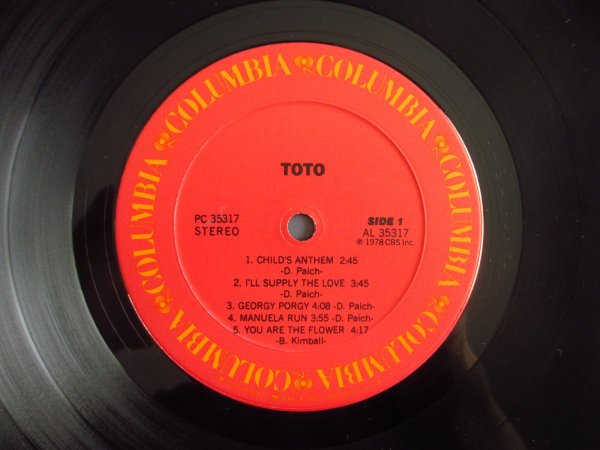 COLUMBIA COLUMBIA COLUMBIA COLUMBIA COLUMBIA COLUMBIA
TOTO
PC 35317
STEREO
SIDE 1
AL 35317
℗ 1978 CBS Inc.
1. CHILD'S ANTHEM 2:45
-D. Paich-
2. I'LL SUPPLY THE LOVE 3:45
-D. Paich-
3. GEORGY PORGY 4:08 -D. Paich-
4. MANUELA RUN 3:55 -D. Paich-
5. YOU ARE THE FLOWER 4:17
-B. Kimball-